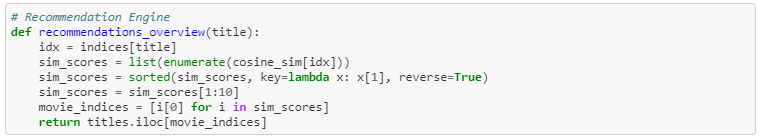 # Recommendation Engine
def recommendations_overview(title):
    idx = indices[title]
    sim_scores = list(enumerate(cosine_sim[idx]))
    sim_scores = sorted(sim_scores, key=lambda x: x[1], reverse=True)
    sim_scores = sim_scores[1:10]
    movie_indices = [i[0] for i in sim_scores]
    return titles.iloc[movie_indices]